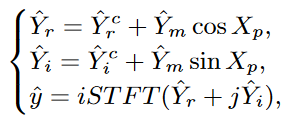 Ŷ_r = Ŷ_r^c + Ŷ_m cos X_p,
Ŷ_i = Ŷ_i^c + Ŷ_m sin X_p,
ŷ = iSTFT(Ŷ_r + jŶ_i),